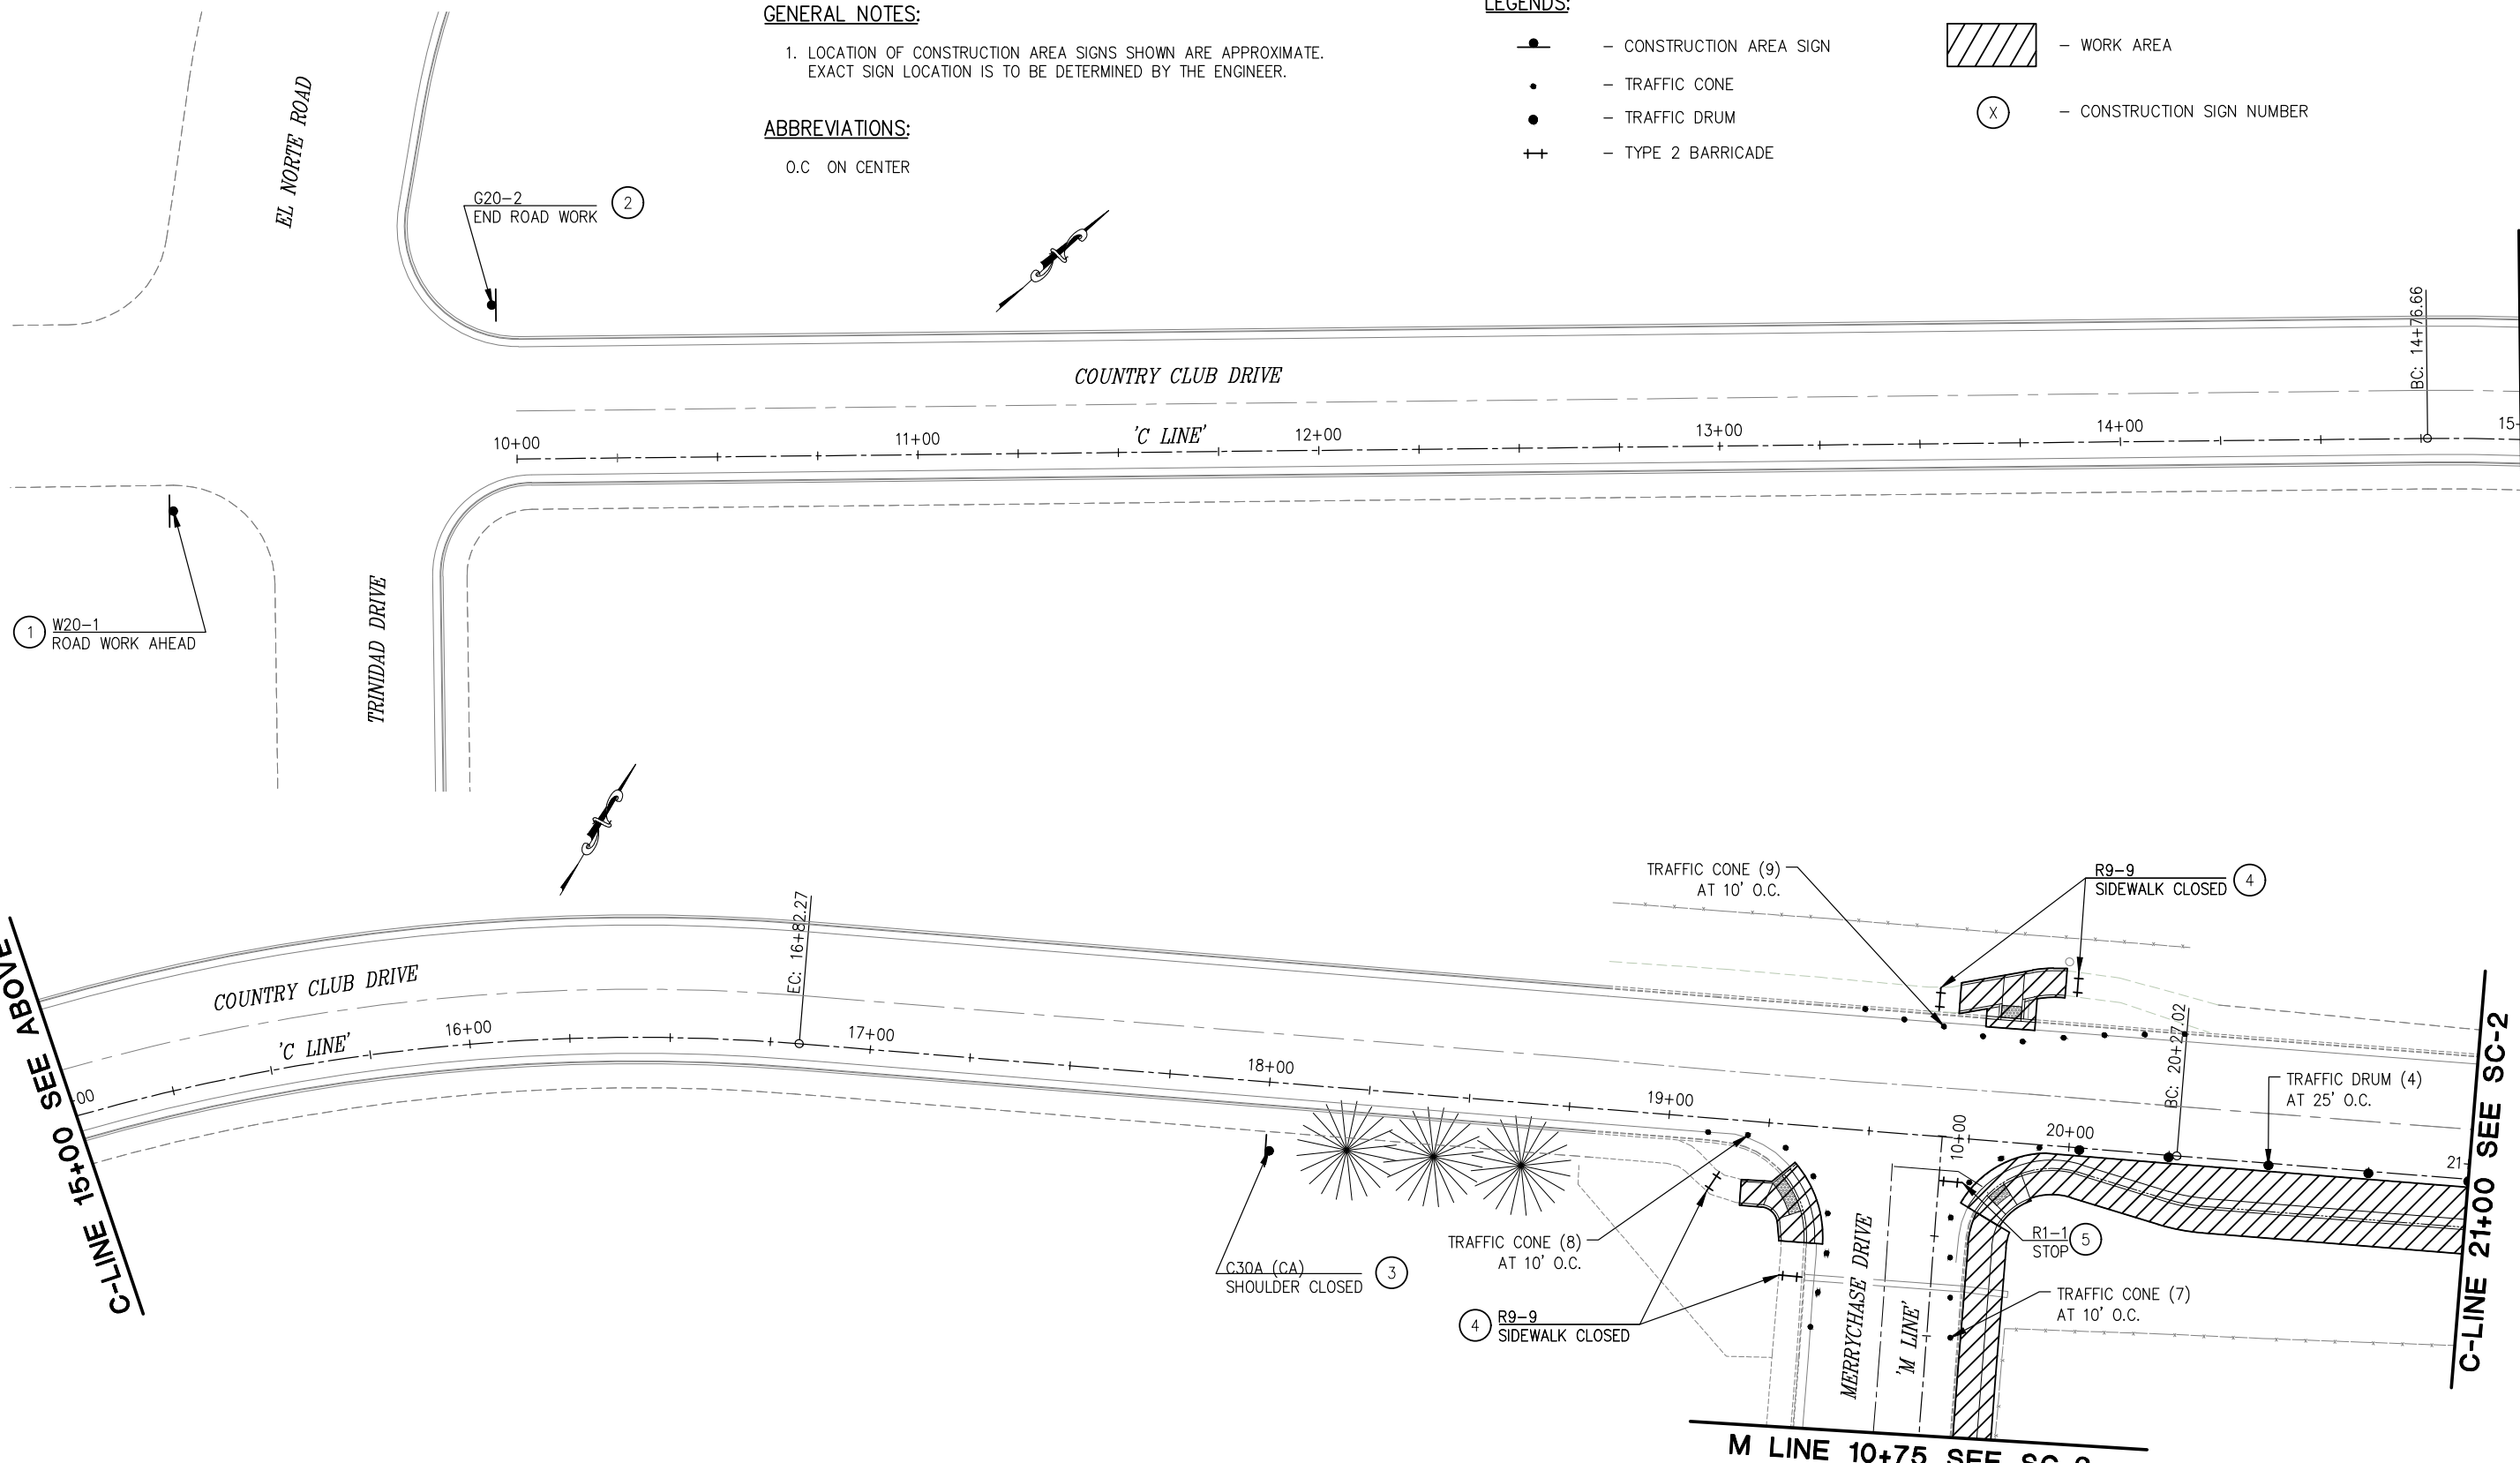 GENERAL NOTES:
1. LOCATION OF CONSTRUCTION AREA SIGNS SHOWN ARE APPROXIMATE.
EXACT SIGN LOCATION IS TO BE DETERMINED BY THE ENGINEER.
ABBREVIATIONS:
O.C ON CENTER
LEGENDS:
– CONSTRUCTION AREA SIGN
– TRAFFIC CONE
– TRAFFIC DRUM
– TYPE 2 BARRICADE
– WORK AREA
X – CONSTRUCTION SIGN NUMBER
EL NORTE ROAD
G20–2
END ROAD WORK
2
COUNTRY CLUB DRIVE
BC: 14+76.66
10+00
11+00
'C LINE'
12+00
13+00
14+00
15-
1
W20–1
ROAD WORK AHEAD
TRINIDAD DRIVE
C-LINE 15+00 SEE ABOVE
COUNTRY CLUB DRIVE
'C LINE'
00
16+00
EC: 16+82.27
17+00
18+00
19+00
10+00
20+00
BC: 20+27.02
21-
TRAFFIC CONE (9)
AT 10' O.C.
R9–9
SIDEWALK CLOSED
4
TRAFFIC DRUM (4)
AT 25' O.C.
C-LINE 21+00 SEE SC-2
C30A (CA)
SHOULDER CLOSED
3
TRAFFIC CONE (8)
AT 10' O.C.
4
R9–9
SIDEWALK CLOSED
R1–1
STOP
5
TRAFFIC CONE (7)
AT 10' O.C.
MERRYCHASE DRIVE
'M LINE'
M LINE 10+75 SEE SC-2